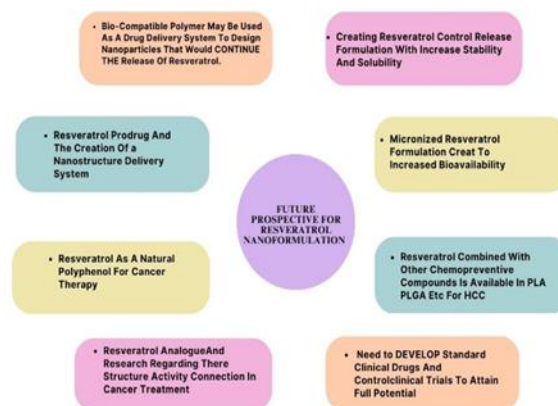 • Bio-Compatible Polymer May Be Used
As A Drug Delivery System To Design
Nanoparticles That Would CONTINUE
THE Release Of Resveratrol.
• Creating Resveratrol Control Release
Formulation With Increase Stability
And Solubility
• Resveratrol Prodrug And
The Creation Of a
Nanostructure Delivery
System
• Micronized Resveratrol
Formulation Creat To
Increased Bioavailability
FUTURE
PROSPECTIVE FOR
RESVERATROL
NANOFORMULATION
• Resveratrol As A Natural
Polyphenol For Cancer
Therapy
• Resveratrol Combined With
Other Chemopreventive
Compounds Is Available In PLA
PLGA Etc For HCC
• Resveratrol AnalogueAnd
Research Regarding There
Structure Activity Connection In
Cancer Treatment
• Need to DEVELOP Standard
Clinical Drugs And
Controlclinical Trials To Attain
Full Potential